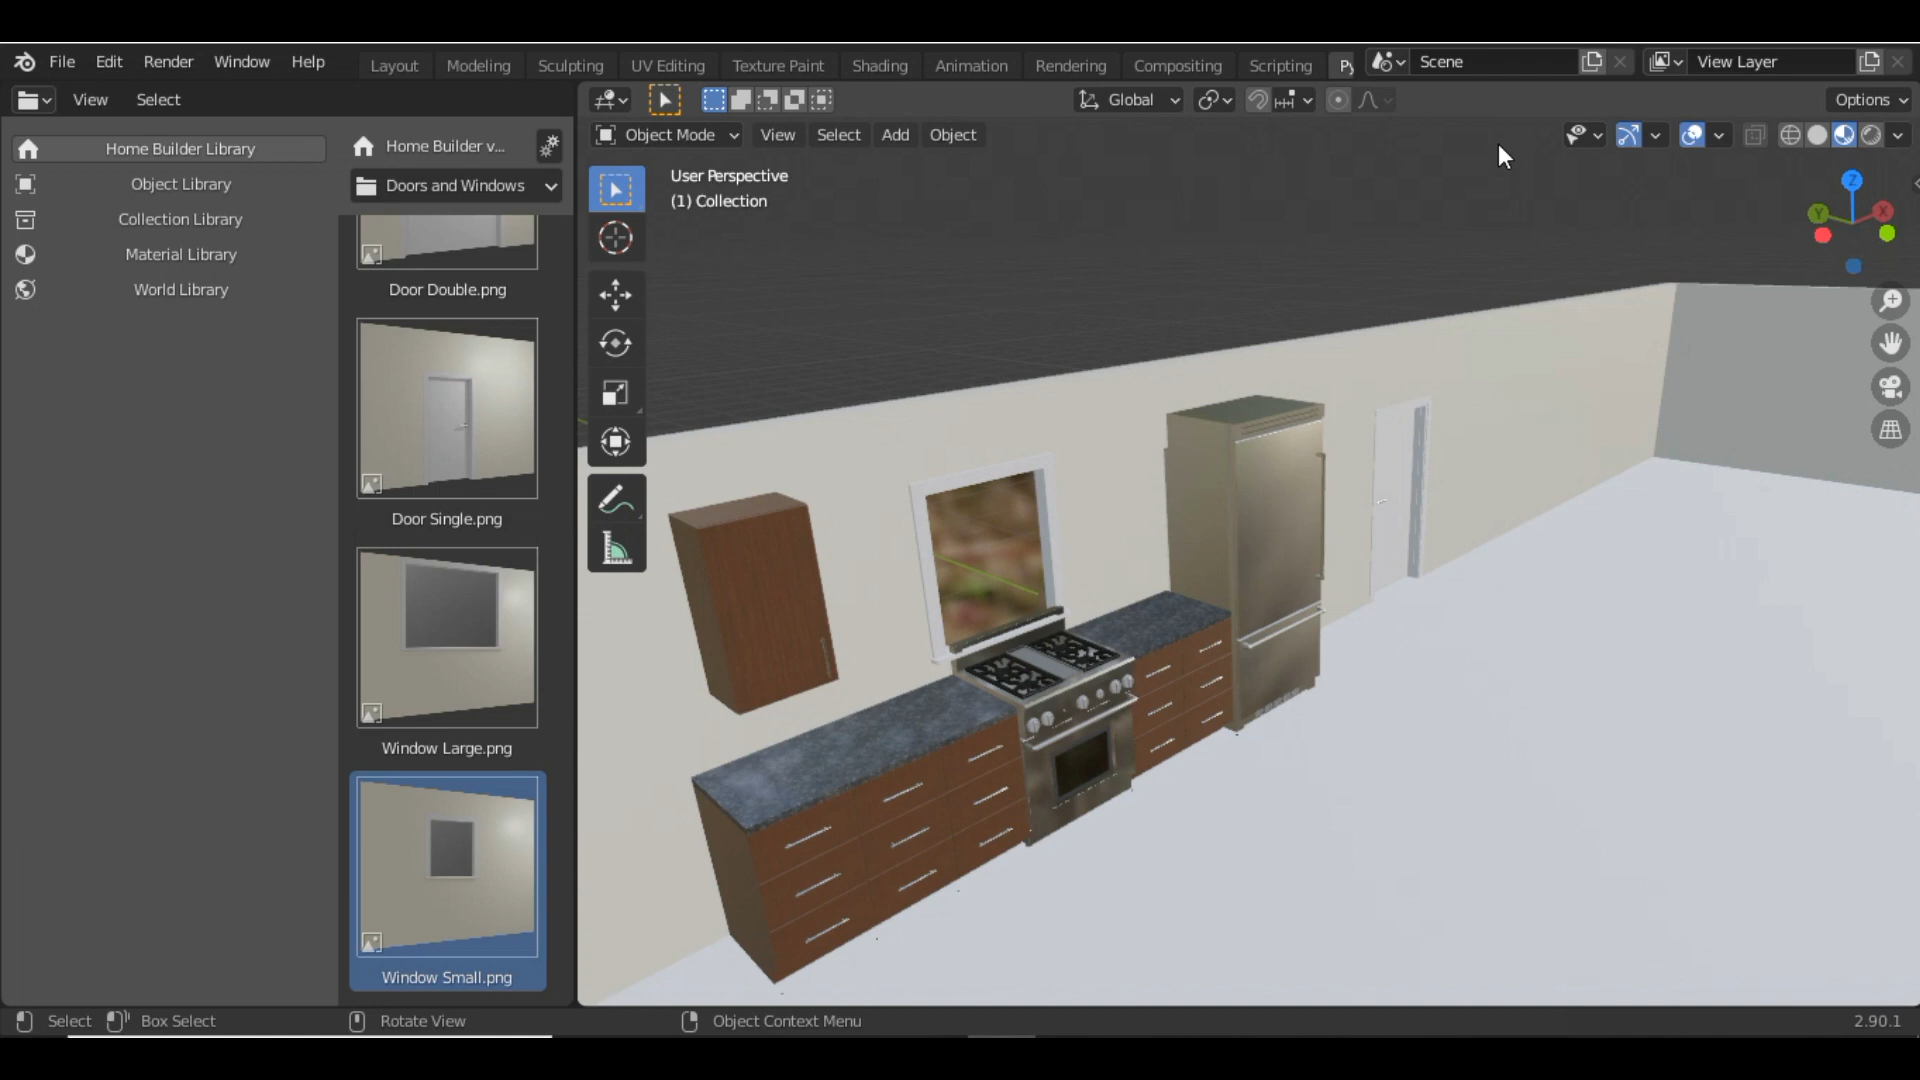 File Edit Render Window Help Layout Modeling Sculpting UV Editing Texture Paint Shading Animation Rendering Compositing Scripting Py Scene View Layer
View Select Global Options
Object Mode View Select Add Object
Home Builder Library
Object Library
Collection Library
Material Library
World Library
Home Builder v...
Doors and Windows
Door Double.png
Door Single.png
Window Large.png
Window Small.png
User Perspective
(1) Collection
Z
Y
X
Select Box Select Rotate View Object Context Menu 2.90.1